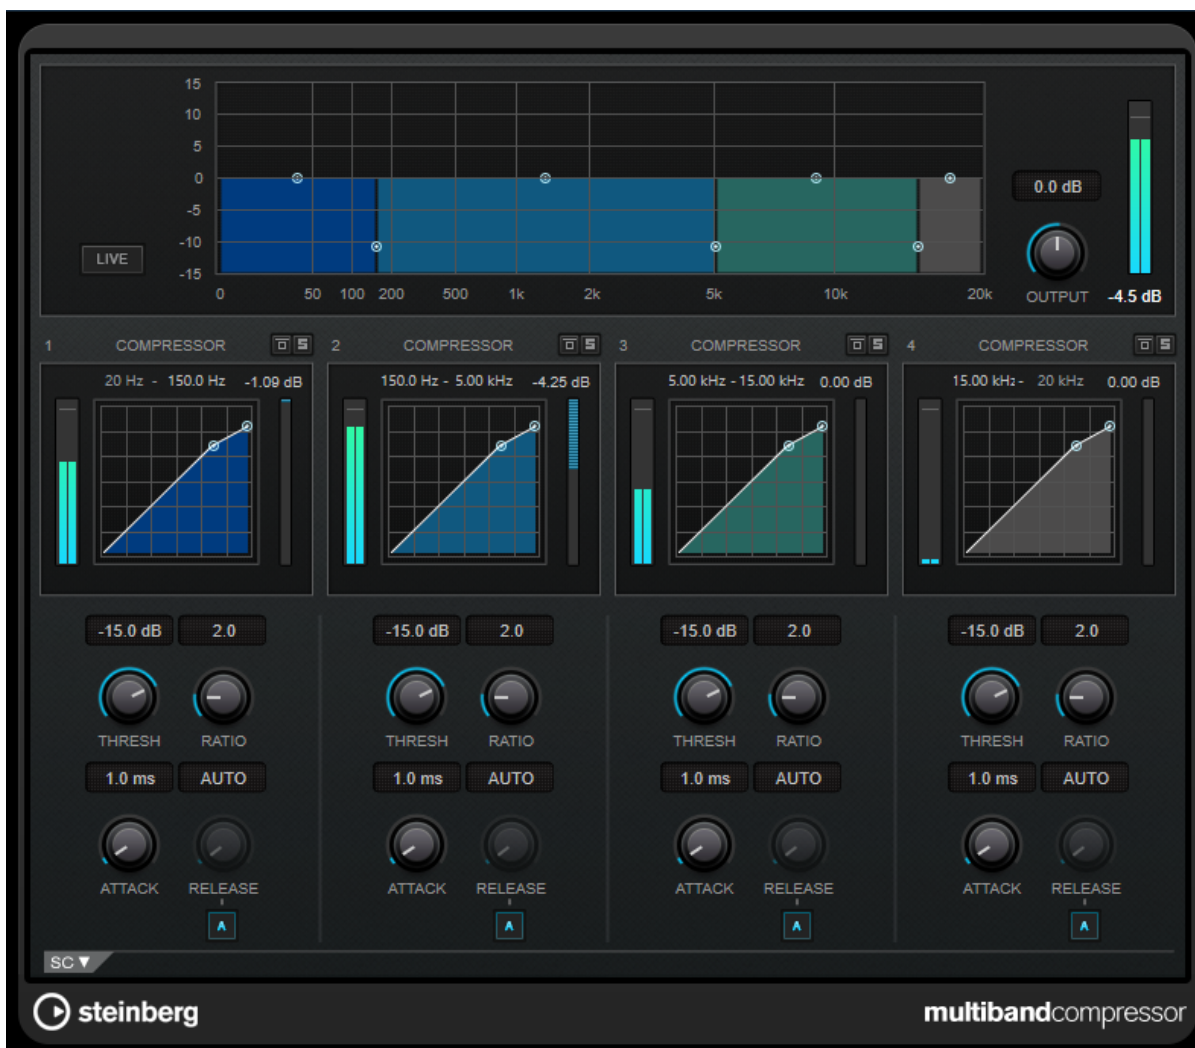 15
10
5
0
-5
-10
-15
0 50 100 200 500 1k 2k 5k 10k 20k
LIVE
0.0 dB
OUTPUT -4.5 dB
1 COMPRESSOR S 2 COMPRESSOR S 3 COMPRESSOR S 4 COMPRESSOR S
20 Hz - 150.0 Hz -1.09 dB 150.0 Hz - 5.00 kHz -4.25 dB 5.00 kHz - 15.00 kHz 0.00 dB 15.00 kHz - 20 kHz 0.00 dB
-15.0 dB 2.0 -15.0 dB 2.0 -15.0 dB 2.0 -15.0 dB 2.0
THRESH RATIO THRESH RATIO THRESH RATIO THRESH RATIO
1.0 ms AUTO 1.0 ms AUTO 1.0 ms AUTO 1.0 ms AUTO
ATTACK RELEASE ATTACK RELEASE ATTACK RELEASE ATTACK RELEASE
A A A A
SC ▼
steinberg multibandcompressor